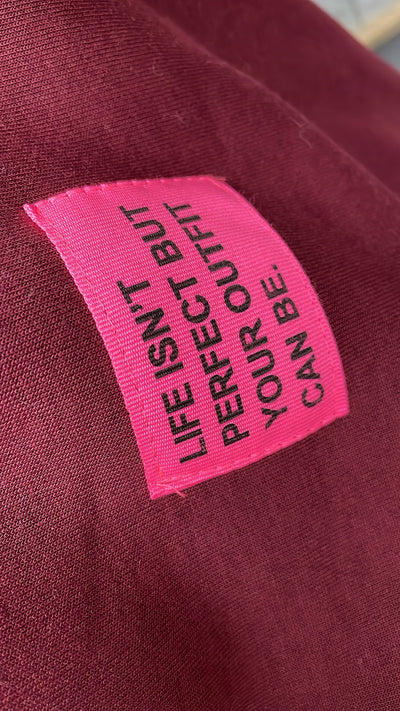 LIFE ISN'T
PERFECT BUT
YOUR OUTFIT
CAN BE.